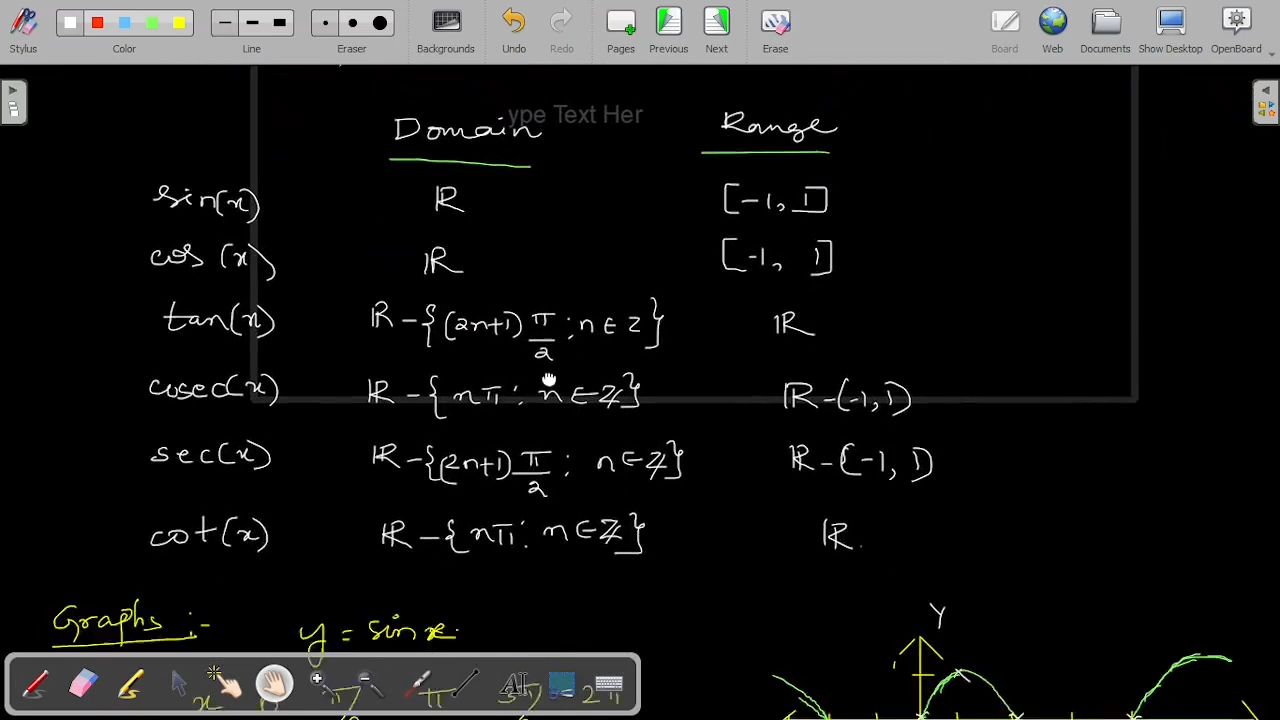 Stylus Color Line Eraser Backgrounds Undo Redo Pages Previous Next Erase Board Web Documents Show Desktop OpenBoard
ype Text Her
Domain Range
sin(x) ℝ [-1, 1]
cos (x) ℝ [-1, 1]
tan(x) ℝ-{(2n+1) π/2 ; n ∈ Z} ℝ
cosec(x) ℝ-{nπ; n ∈ ℤ} ℝ-(-1, 1)
sec(x) ℝ-{(2n+1) π/2 ; n ∈ ℤ} ℝ-(-1, 1)
cot(x) ℝ-{nπ: n ∈ ℤ} ℝ.
Y
Graphs :- y = sin x.
x π 2π